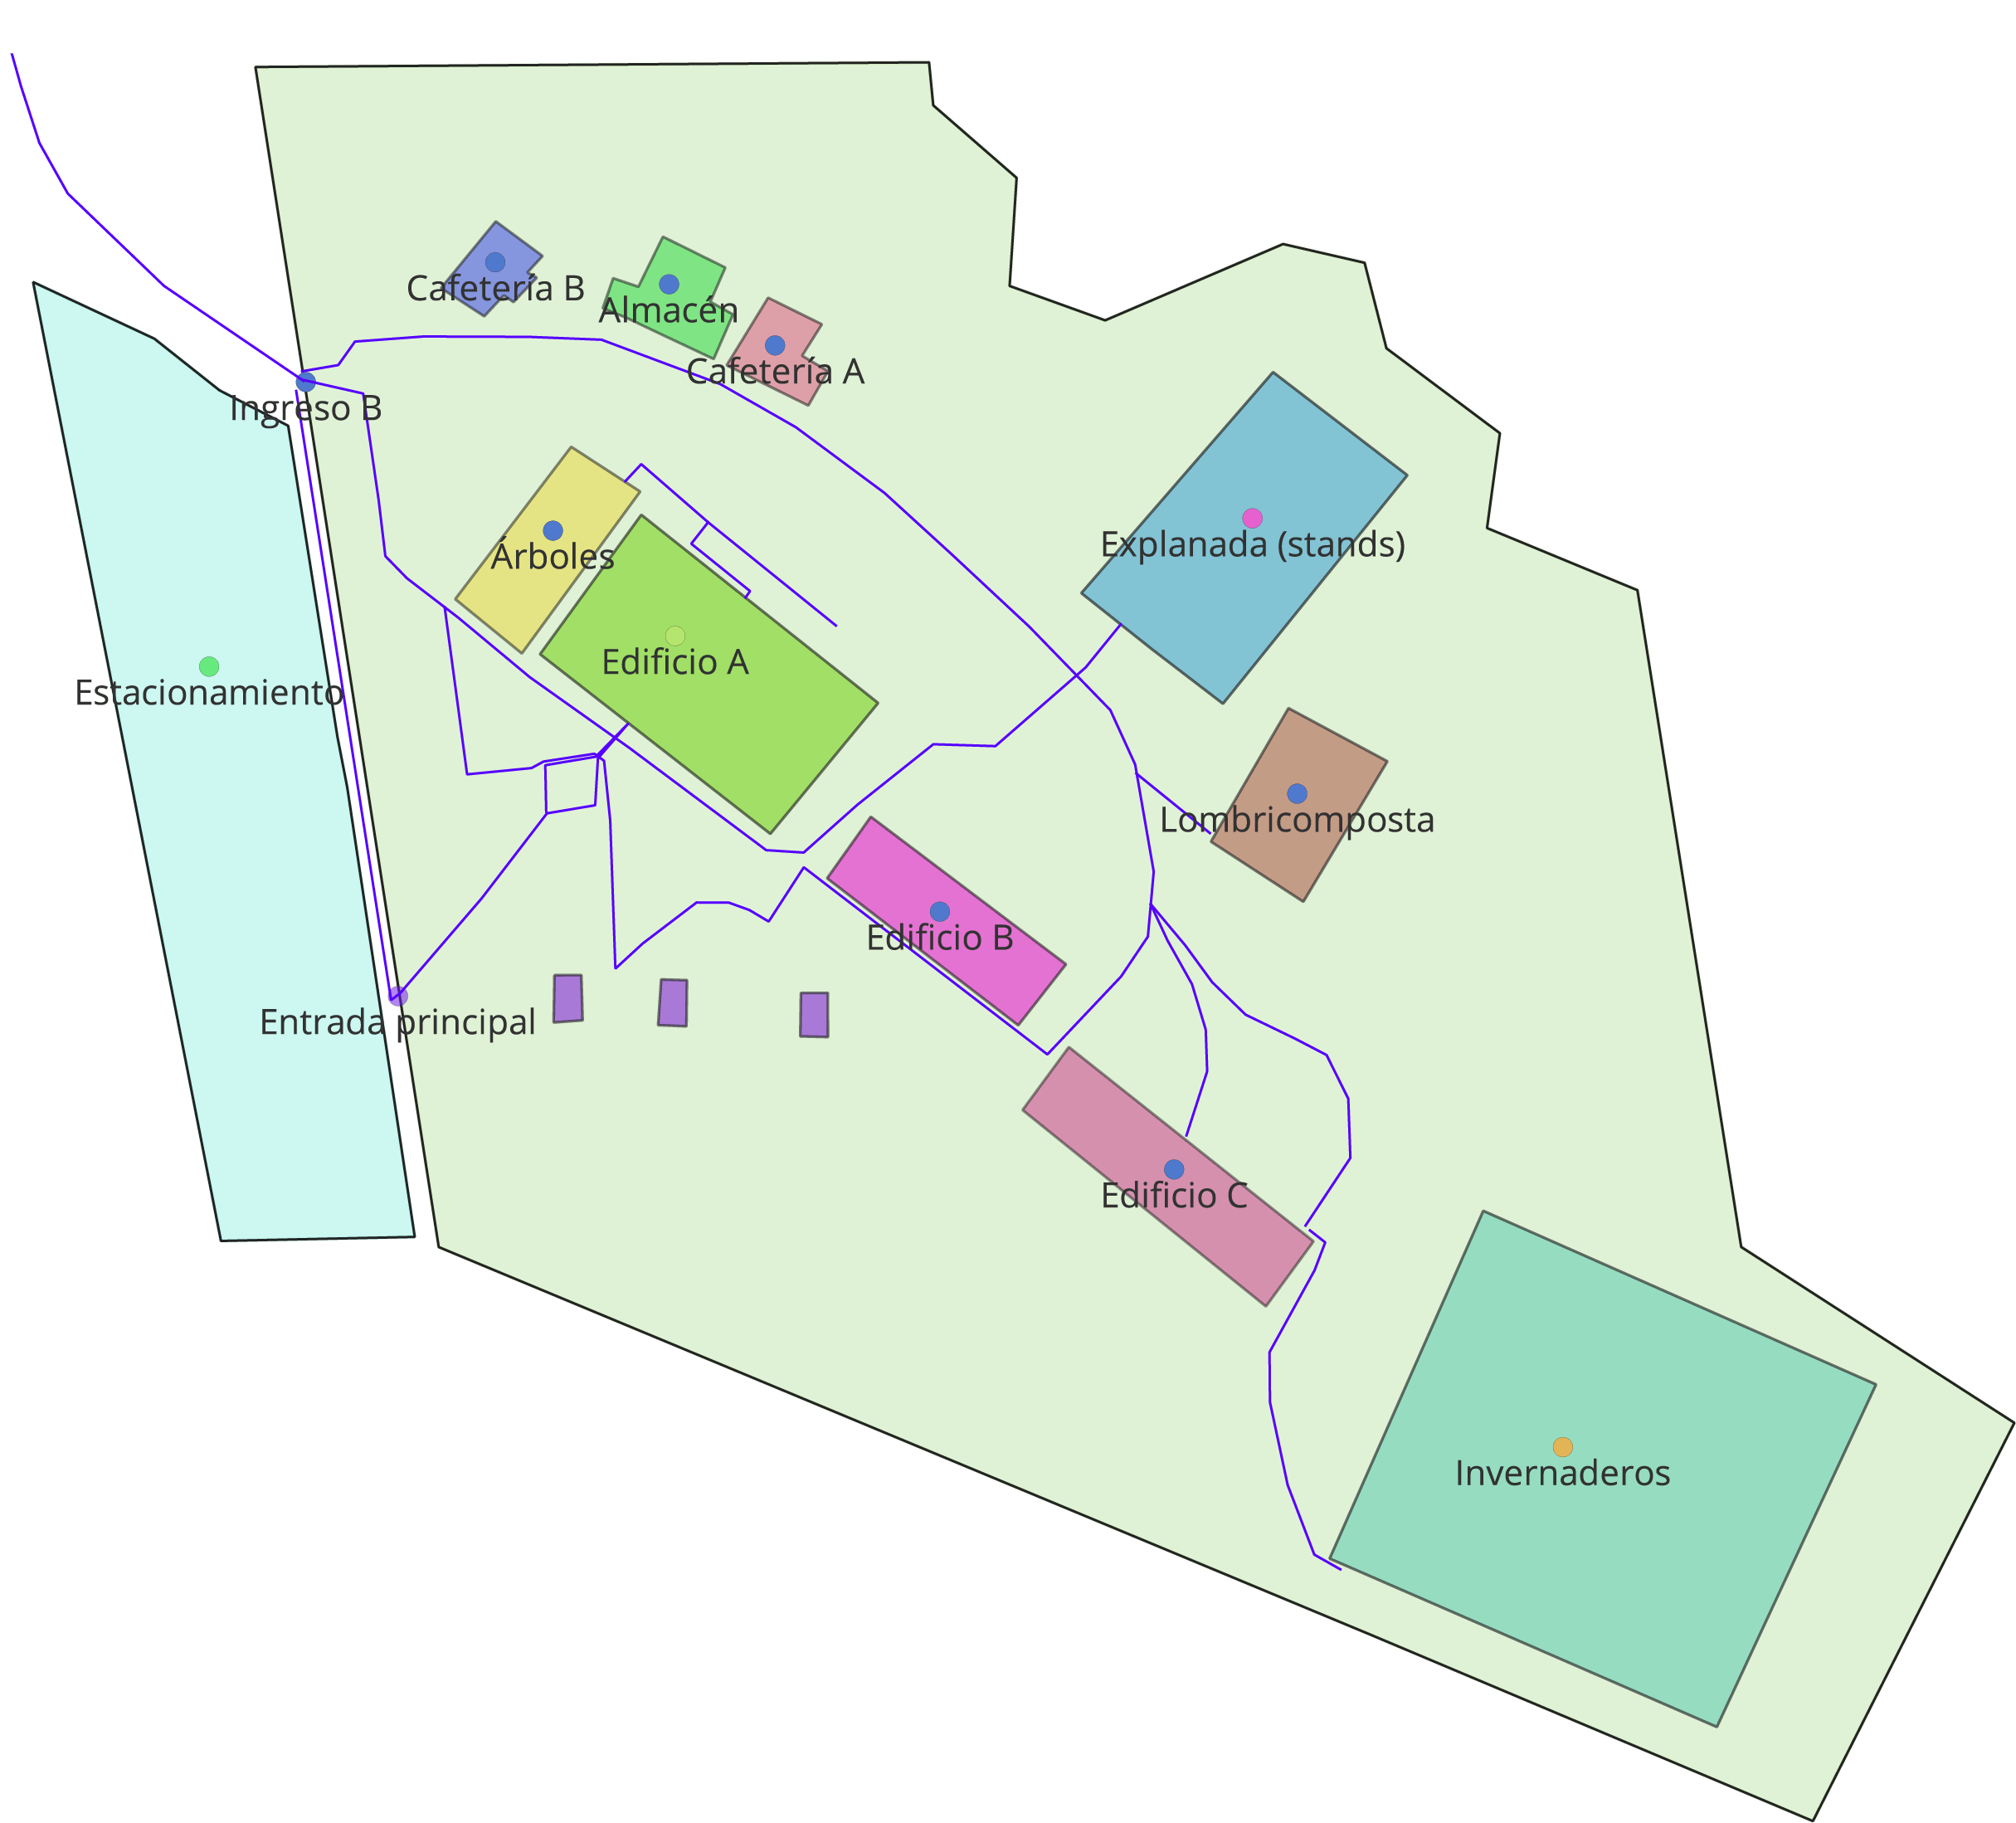 Cafetería B
Almacén
Cafetería A
Ingreso B
Árboles
Explanada (stands)
Edificio A
Estacionamiento
Lombricomposta
Edificio B
Entrada principal
Edificio C
Invernaderos